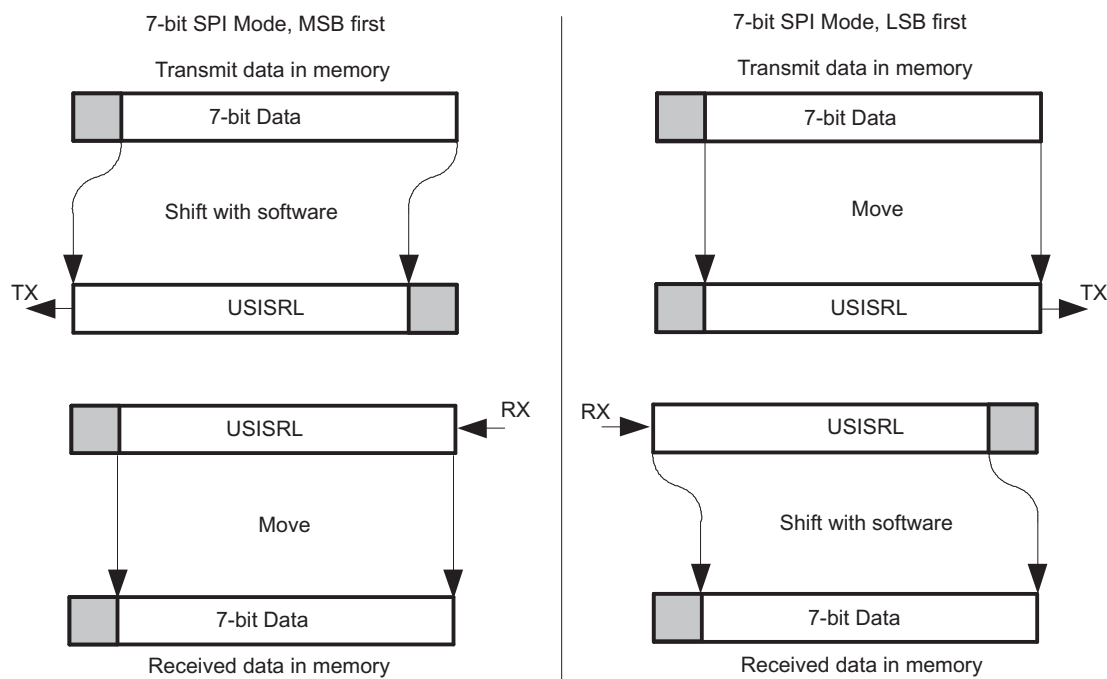 7-bit SPI Mode, MSB first
Transmit data in memory
7-bit Data
Shift with software
TX
USISRL
RX
USISRL
Move
7-bit Data
Received data in memory
7-bit SPI Mode, LSB first
Transmit data in memory
7-bit Data
Move
TX
USISRL
RX
USISRL
Shift with software
7-bit Data
Received data in memory